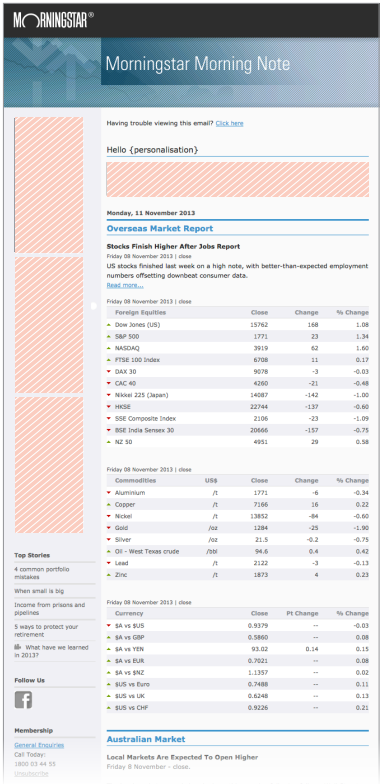 MORNINGSTAR®
Morningstar Morning Note
Having trouble viewing this email? Click here
Hello {personalisation}
Monday, 11 November 2013
Overseas Market Report
Stocks Finish Higher After Jobs Report
Friday 08 November 2013 | close
US stocks finished last week on a high note, with better-than-expected employment
numbers offsetting downbeat consumer data.
Read more...
Friday 08 November 2013 | close
Foreign Equities Close Change % Change
Dow Jones (US) 15762 168 1.08
S&P 500 1771 23 1.34
NASDAQ 3919 62 1.60
FTSE 100 Index 6708 11 0.17
DAX 30 9078 -3 -0.03
CAC 40 4260 -21 -0.48
Nikkei 225 (Japan) 14087 -142 -1.00
HKSE 22744 -137 -0.60
SSE Composite Index 2106 -23 -1.09
BSE India Sensex 30 20666 -157 -0.75
NZ 50 4951 29 0.58
Friday 08 November 2013 | close
Commodities US$ Close Change % Change
Aluminium /t 1771 -6 -0.34
Copper /t 7166 16 0.22
Nickel /t 13852 -84 -0.60
Gold /oz 1284 -25 -1.90
Silver /oz 21.5 -0.2 -0.75
Oil - West Texas crude /bbl 94.6 0.4 0.42
Lead /t 2122 -3 -0.13
Zinc /t 1873 4 0.23
Friday 08 November 2013 | close
Currency Close Pt Change % Change
$A vs $US 0.9379 -- -0.03
$A vs GBP 0.5860 -- 0.08
$A vs YEN 93.02 0.14 0.15
$A vs EUR 0.7021 -- 0.08
$A vs $NZ 1.1357 -- 0.02
$US vs Euro 0.7488 -- 0.11
$US vs UK 0.6248 -- 0.13
$US vs CHF 0.9226 -- 0.21
Australian Market
Local Markets Are Expected To Open Higher
Friday 8 November - close.
Top Stories
4 common portfolio
mistakes
When small is big
Income from prisons and
pipelines
5 ways to protect your
retirement
What have we learned
in 2013?
Follow Us
f
Membership
General Enquiries
Call Today:
1800 03 44 55
Unsubscribe